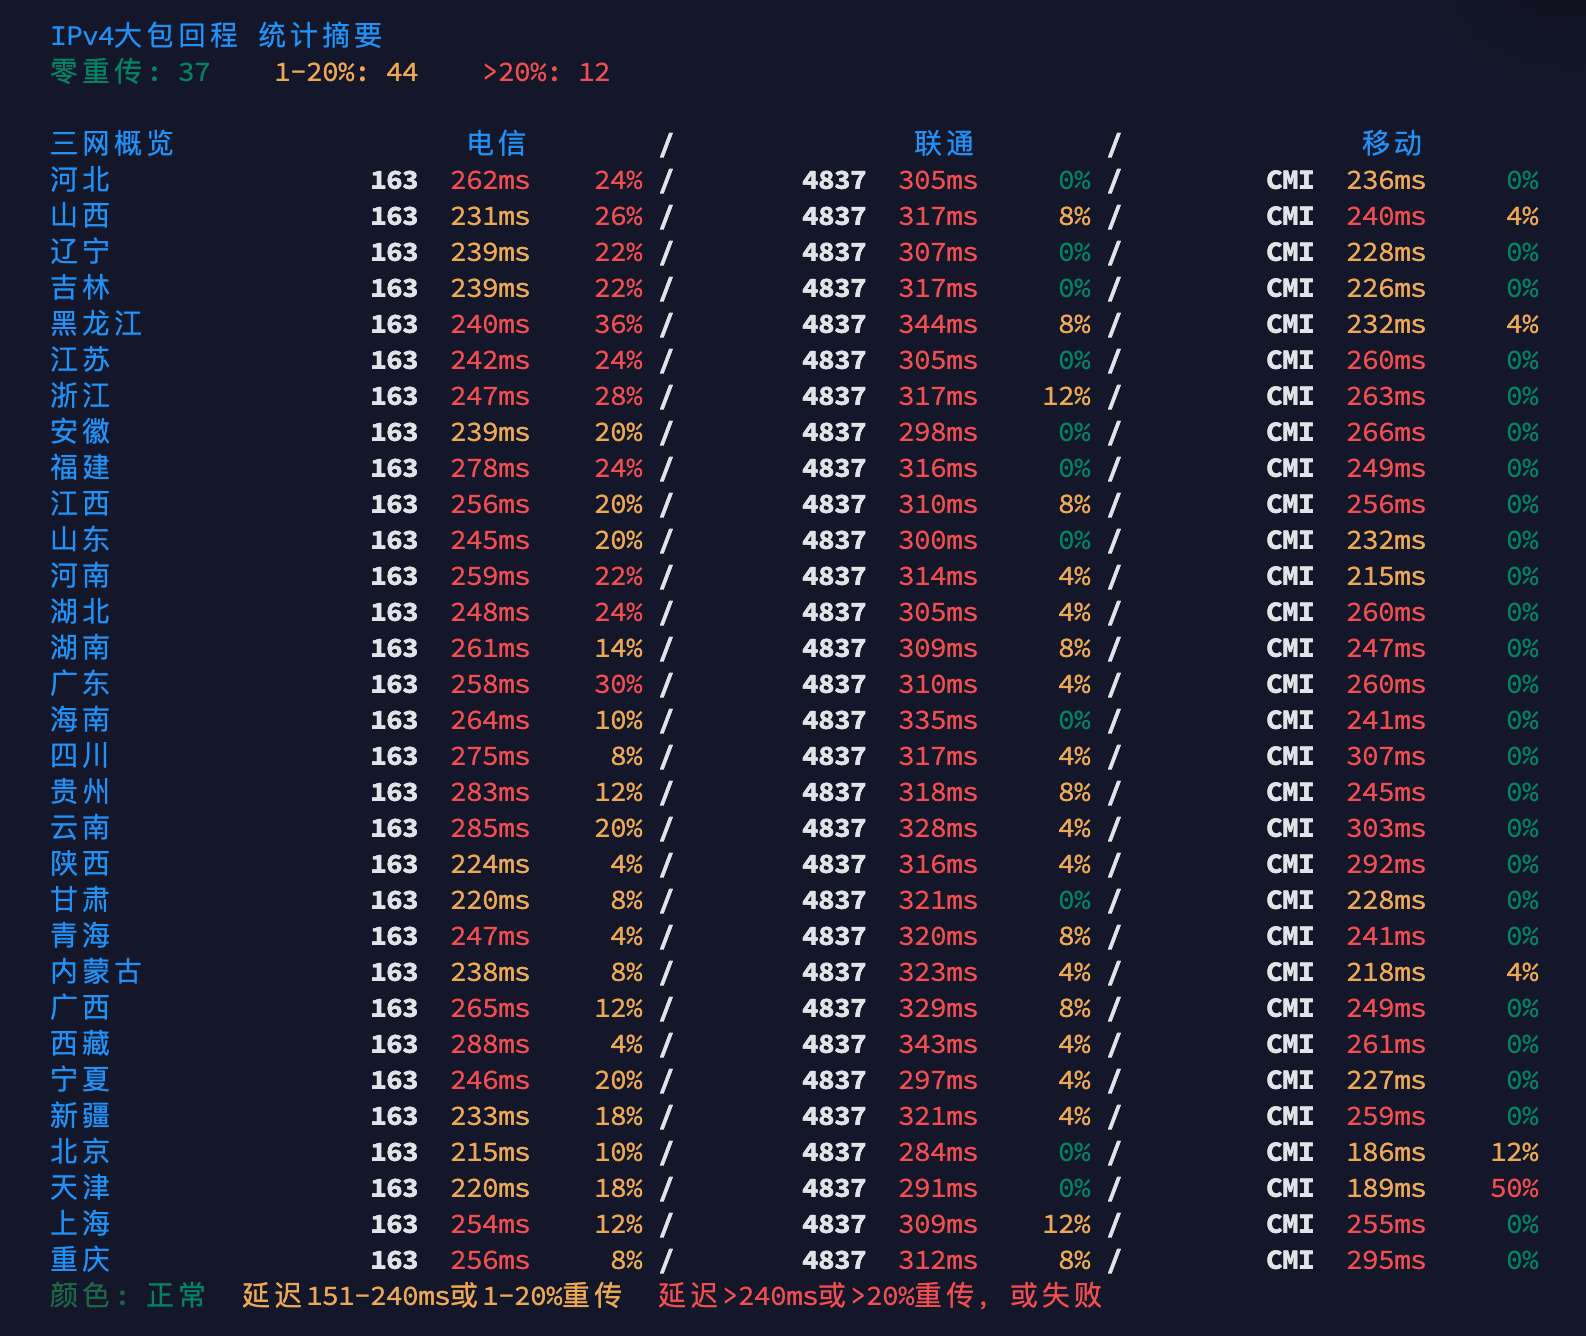 IPv4大包回程 统计摘要
零重传: 37 1-20%: 44 >20%: 12
三网概览 电信 / 联通 / 移动
河北 163 262ms 24% / 4837 305ms 0% / CMI 236ms 0%
山西 163 231ms 26% / 4837 317ms 8% / CMI 240ms 4%
辽宁 163 239ms 22% / 4837 307ms 0% / CMI 228ms 0%
吉林 163 239ms 22% / 4837 317ms 0% / CMI 226ms 0%
黑龙江 163 240ms 36% / 4837 344ms 8% / CMI 232ms 4%
江苏 163 242ms 24% / 4837 305ms 0% / CMI 260ms 0%
浙江 163 247ms 28% / 4837 317ms 12% / CMI 263ms 0%
安徽 163 239ms 20% / 4837 298ms 0% / CMI 266ms 0%
福建 163 278ms 24% / 4837 316ms 0% / CMI 249ms 0%
江西 163 256ms 20% / 4837 310ms 8% / CMI 256ms 0%
山东 163 245ms 20% / 4837 300ms 0% / CMI 232ms 0%
河南 163 259ms 22% / 4837 314ms 4% / CMI 215ms 0%
湖北 163 248ms 24% / 4837 305ms 4% / CMI 260ms 0%
湖南 163 261ms 14% / 4837 309ms 8% / CMI 247ms 0%
广东 163 258ms 30% / 4837 310ms 4% / CMI 260ms 0%
海南 163 264ms 10% / 4837 335ms 0% / CMI 241ms 0%
四川 163 275ms 8% / 4837 317ms 4% / CMI 307ms 0%
贵州 163 283ms 12% / 4837 318ms 8% / CMI 245ms 0%
云南 163 285ms 20% / 4837 328ms 4% / CMI 303ms 0%
陕西 163 224ms 4% / 4837 316ms 4% / CMI 292ms 0%
甘肃 163 220ms 8% / 4837 321ms 0% / CMI 228ms 0%
青海 163 247ms 4% / 4837 320ms 8% / CMI 241ms 0%
内蒙古 163 238ms 8% / 4837 323ms 4% / CMI 218ms 4%
广西 163 265ms 12% / 4837 329ms 8% / CMI 249ms 0%
西藏 163 288ms 4% / 4837 343ms 4% / CMI 261ms 0%
宁夏 163 246ms 20% / 4837 297ms 4% / CMI 227ms 0%
新疆 163 233ms 18% / 4837 321ms 4% / CMI 259ms 0%
北京 163 215ms 10% / 4837 284ms 0% / CMI 186ms 12%
天津 163 220ms 18% / 4837 291ms 0% / CMI 189ms 50%
上海 163 254ms 12% / 4837 309ms 12% / CMI 255ms 0%
重庆 163 256ms 8% / 4837 312ms 8% / CMI 295ms 0%
颜色: 正常 延迟151-240ms或1-20%重传 延迟>240ms或>20%重传, 或失败